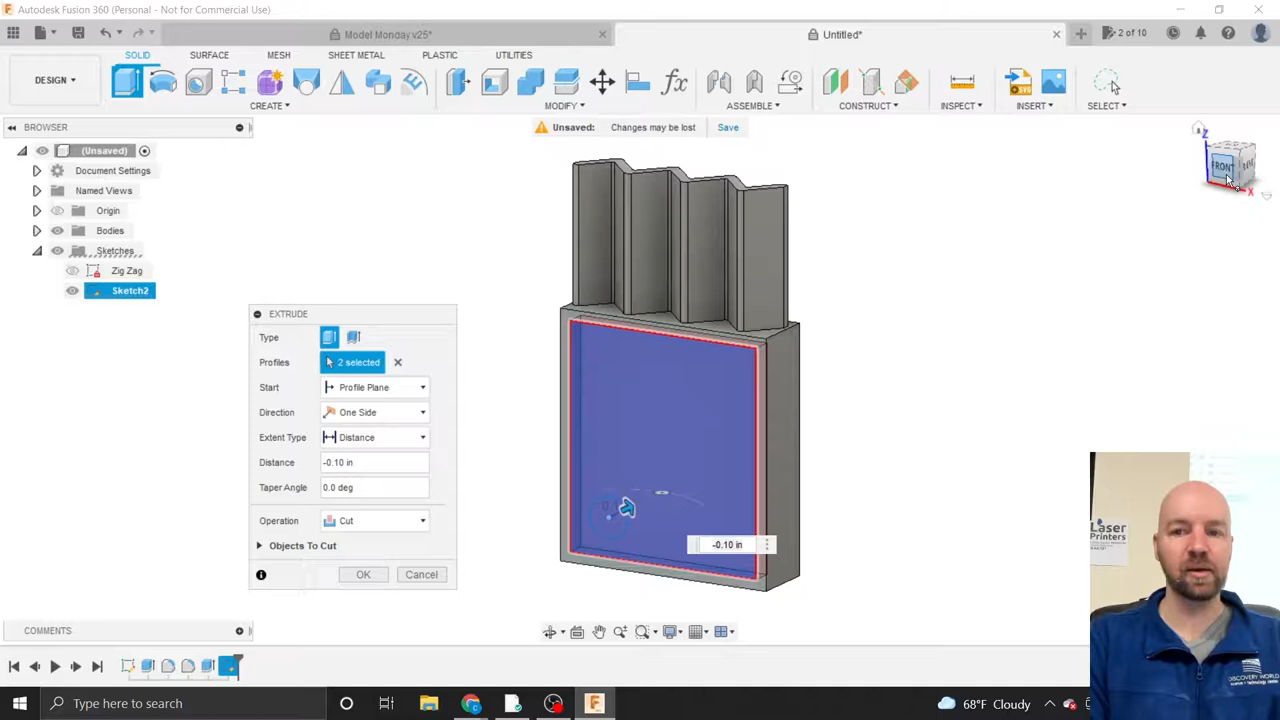 Autodesk Fusion 360 (Personal - Not for Commercial Use)
Model Monday v25*
Untitled*
2 of 10
DESIGN
SOLID
SURFACE
MESH
SHEET METAL
PLASTIC
UTILITIES
CREATE
MODIFY
ASSEMBLE
CONSTRUCT
INSPECT
INSERT
SELECT
BROWSER
Unsaved: Changes may be lost
Save
(Unsaved)
Document Settings
Named Views
Origin
Bodies
Sketches
Zig Zag
Sketch2
Z
FRONT
X
EXTRUDE
Type
Profiles
2 selected
Start
Profile Plane
Direction
One Side
Extent Type
Distance
Distance
-0.10 in
Taper Angle
0.0 deg
Operation
Cut
Objects To Cut
OK
Cancel
-0.10 in
COMMENTS
Laser
Printers
DISCOVERY WORLD
Type here to search
68°F Cloudy